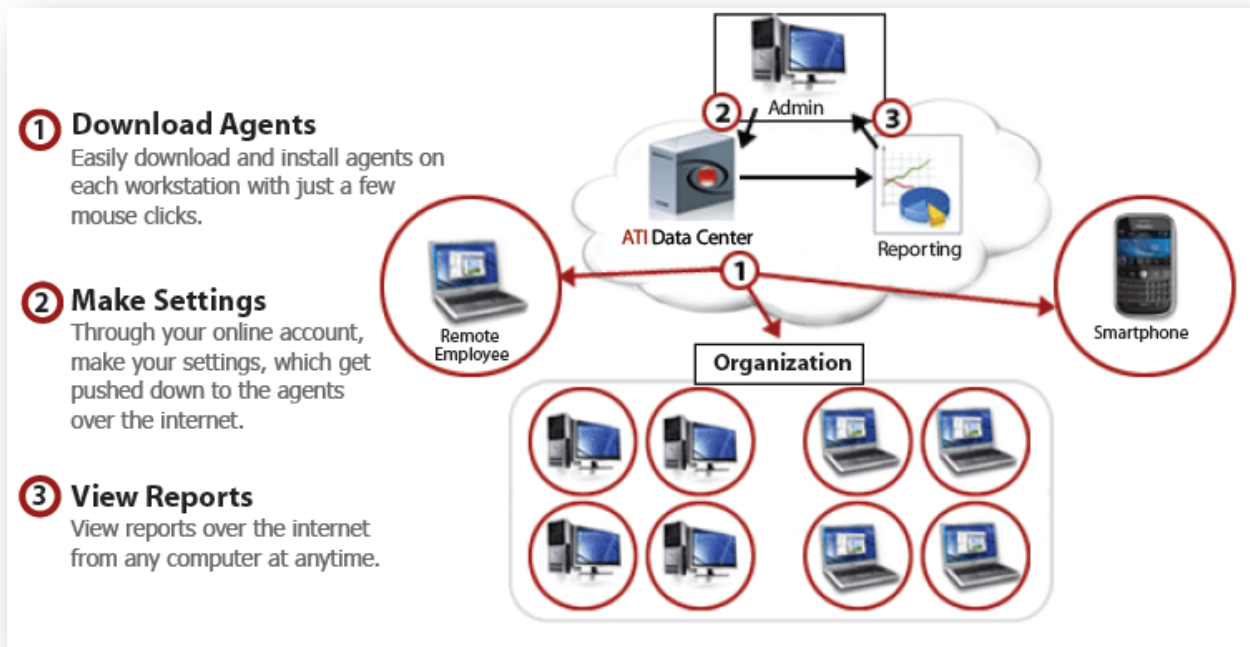 1 Download Agents
Easily download and install agents on
each workstation with just a few
mouse clicks.
2 Make Settings
Through your online account,
make your settings, which get
pushed down to the agents
over the internet.
3 View Reports
View reports over the internet
from any computer at anytime.
Admin
2
3
ATI Data Center
Reporting
1
Remote
Employee
Smartphone
Organization